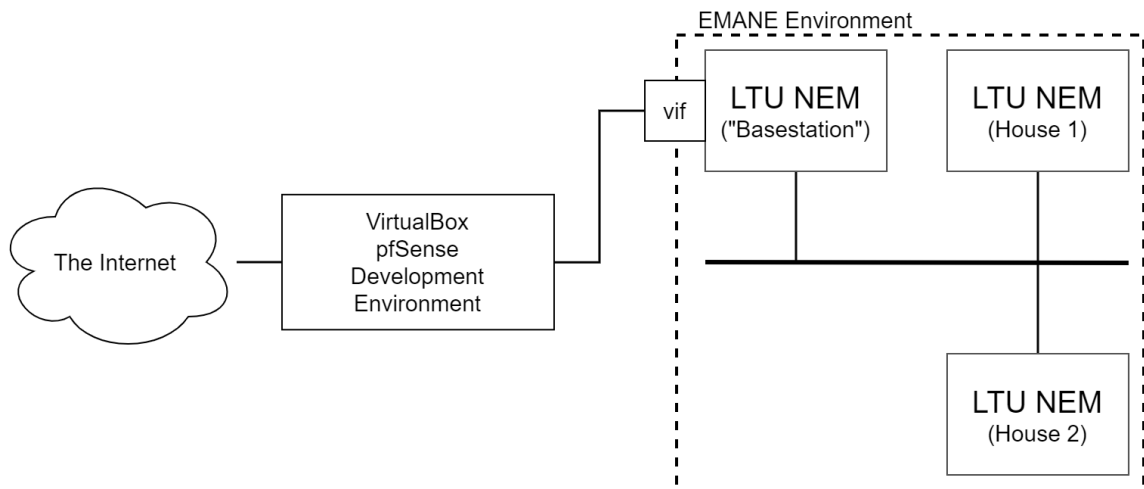 EMANE Environment
LTU NEM
("Basestation")
LTU NEM
(House 1)
vif
The Internet
VirtualBox
pfSense
Development
Environment
LTU NEM
(House 2)